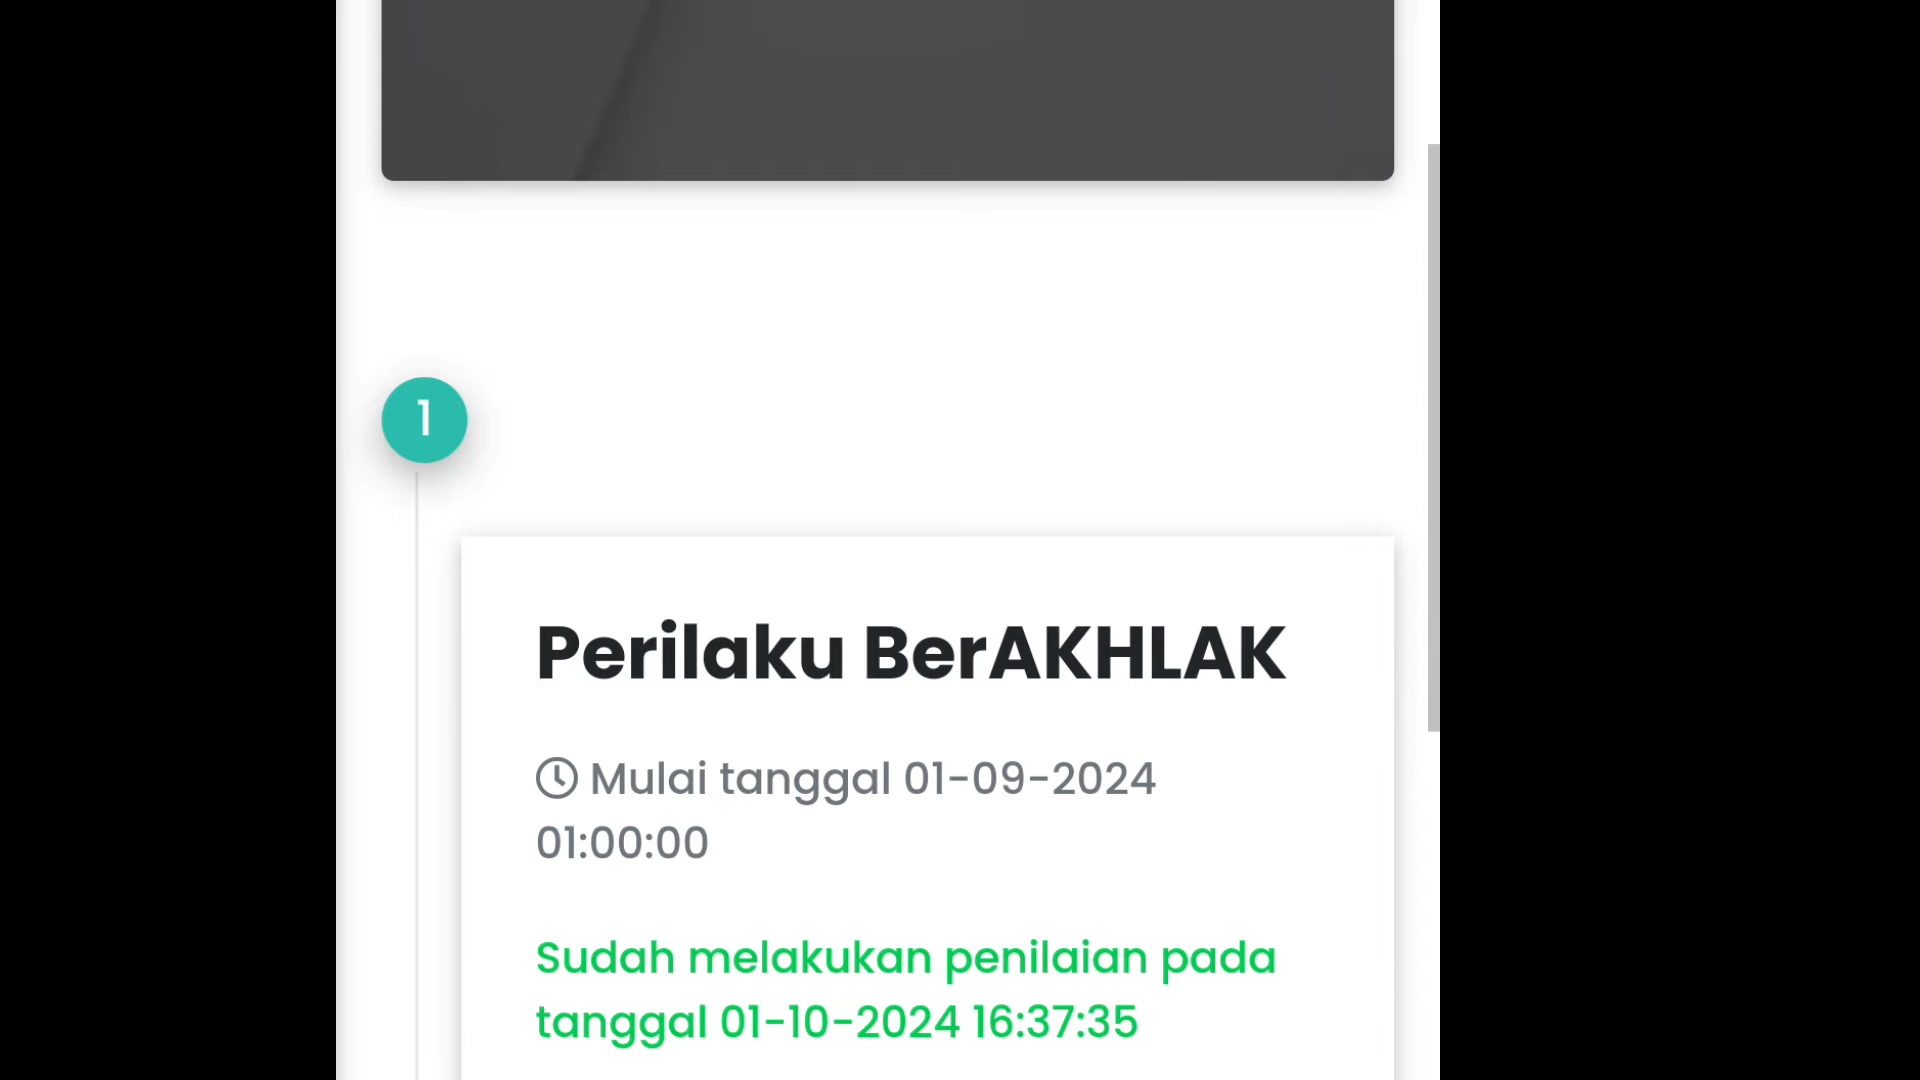 1
Perilaku BerAKHLAK
Mulai tanggal 01-09-2024
01:00:00
Sudah melakukan penilaian pada
tanggal 01-10-2024 16:37:35